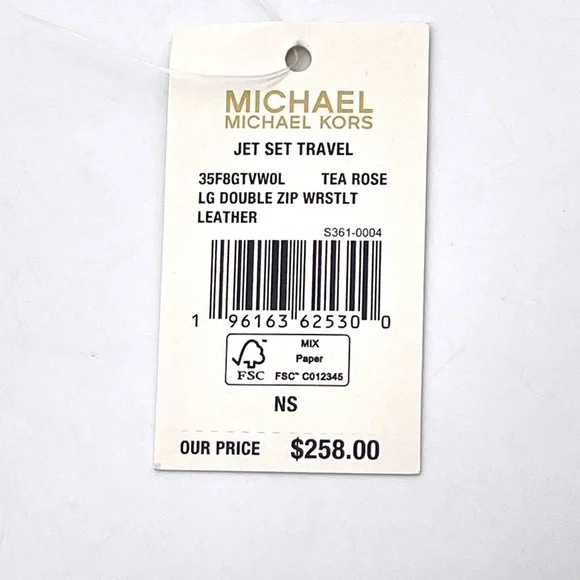 MICHAEL
MICHAEL KORS
JET SET TRAVEL
35F8GTVW0L TEA ROSE
LG DOUBLE ZIP WRSTLT
LEATHER
S361-0004
1 96163 62530 0
FSC™
MIX
Paper
FSC™ C012345
NS
OUR PRICE $258.00